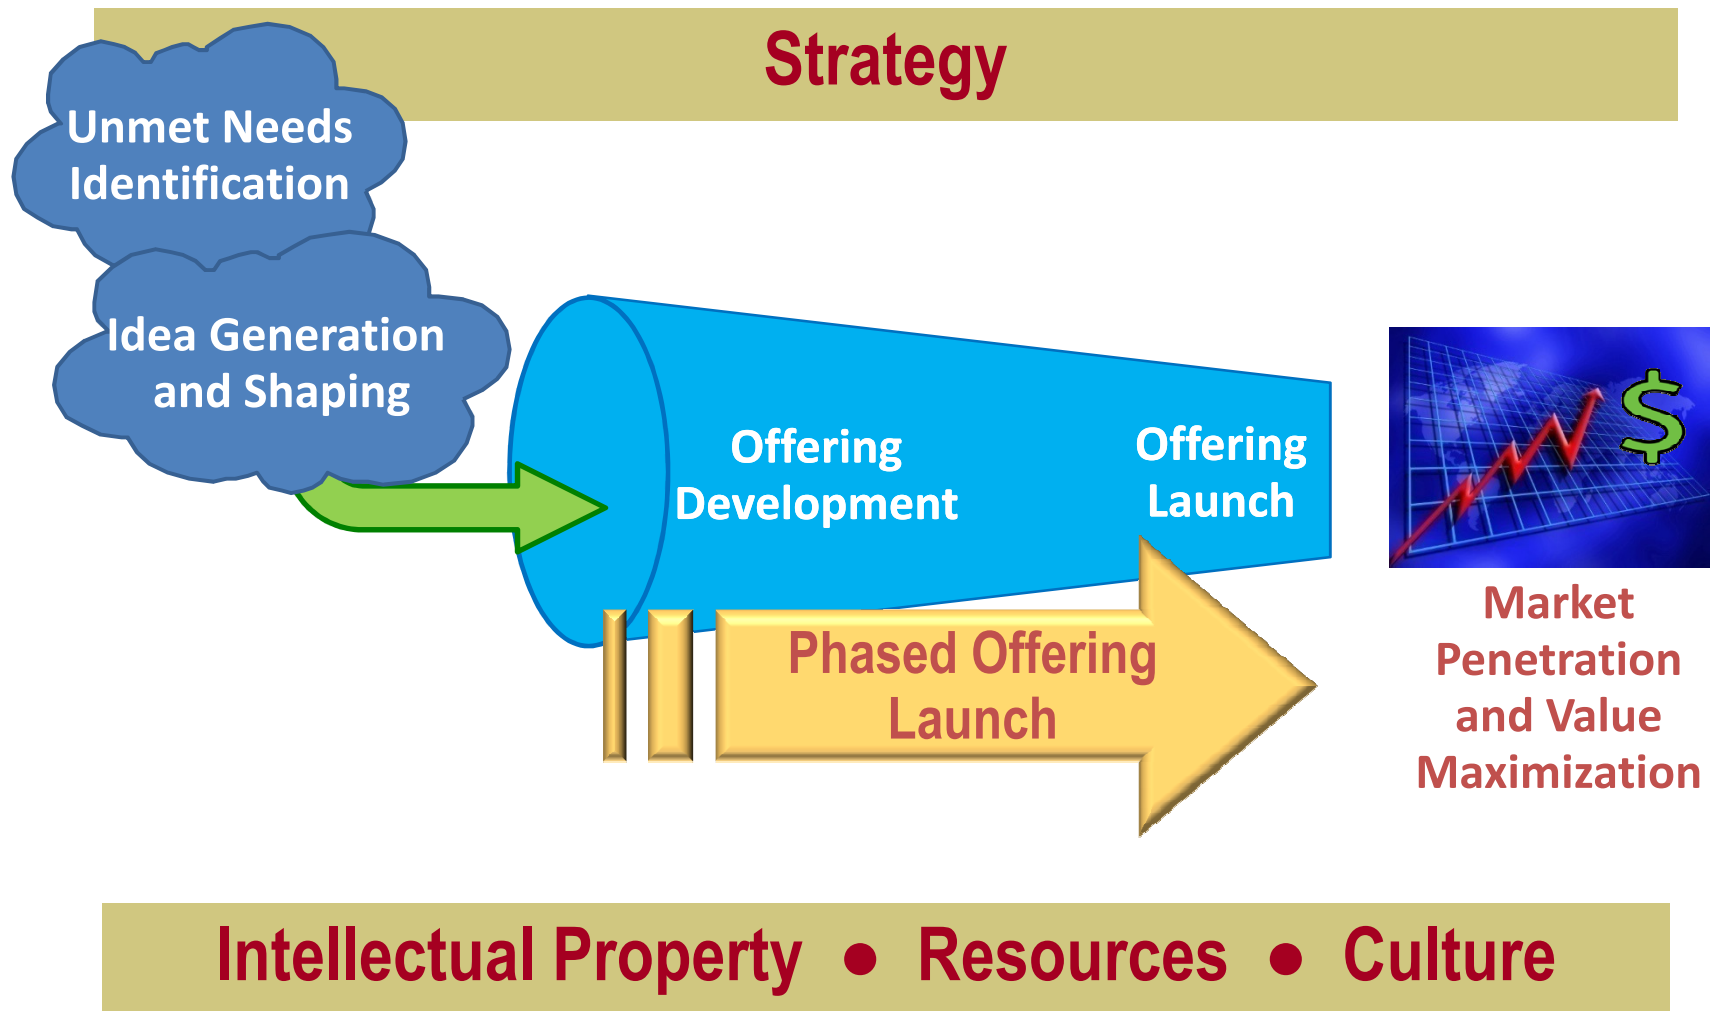 Strategy
Unmet Needs
Identification
Idea Generation
and Shaping
Offering
Development
Offering
Launch
Phased Offering
Launch
$
Market
Penetration
and Value
Maximization
Intellectual Property ● Resources ● Culture